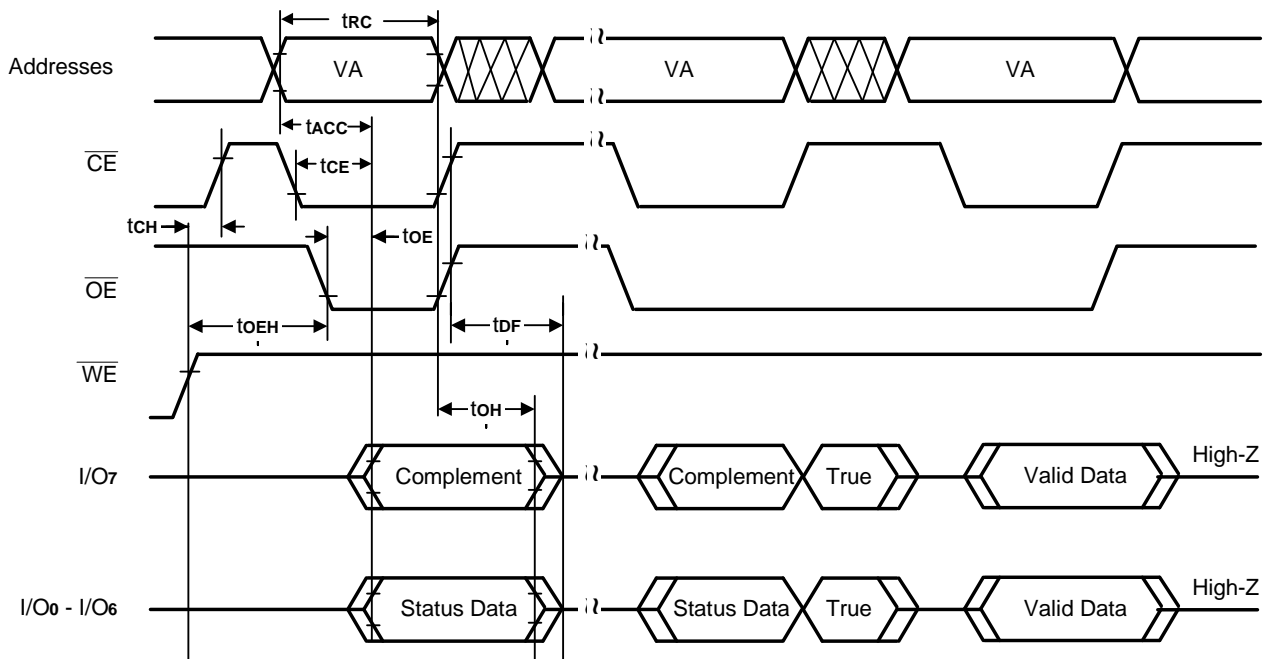 tRC
Addresses VA VA VA
tACC
CE tCE
tCH tOE
OE
tOEH tDF
WE
tOH
I/O7 Complement Complement True Valid Data High-Z
I/O0 - I/O6 Status Data Status Data True Valid Data High-Z